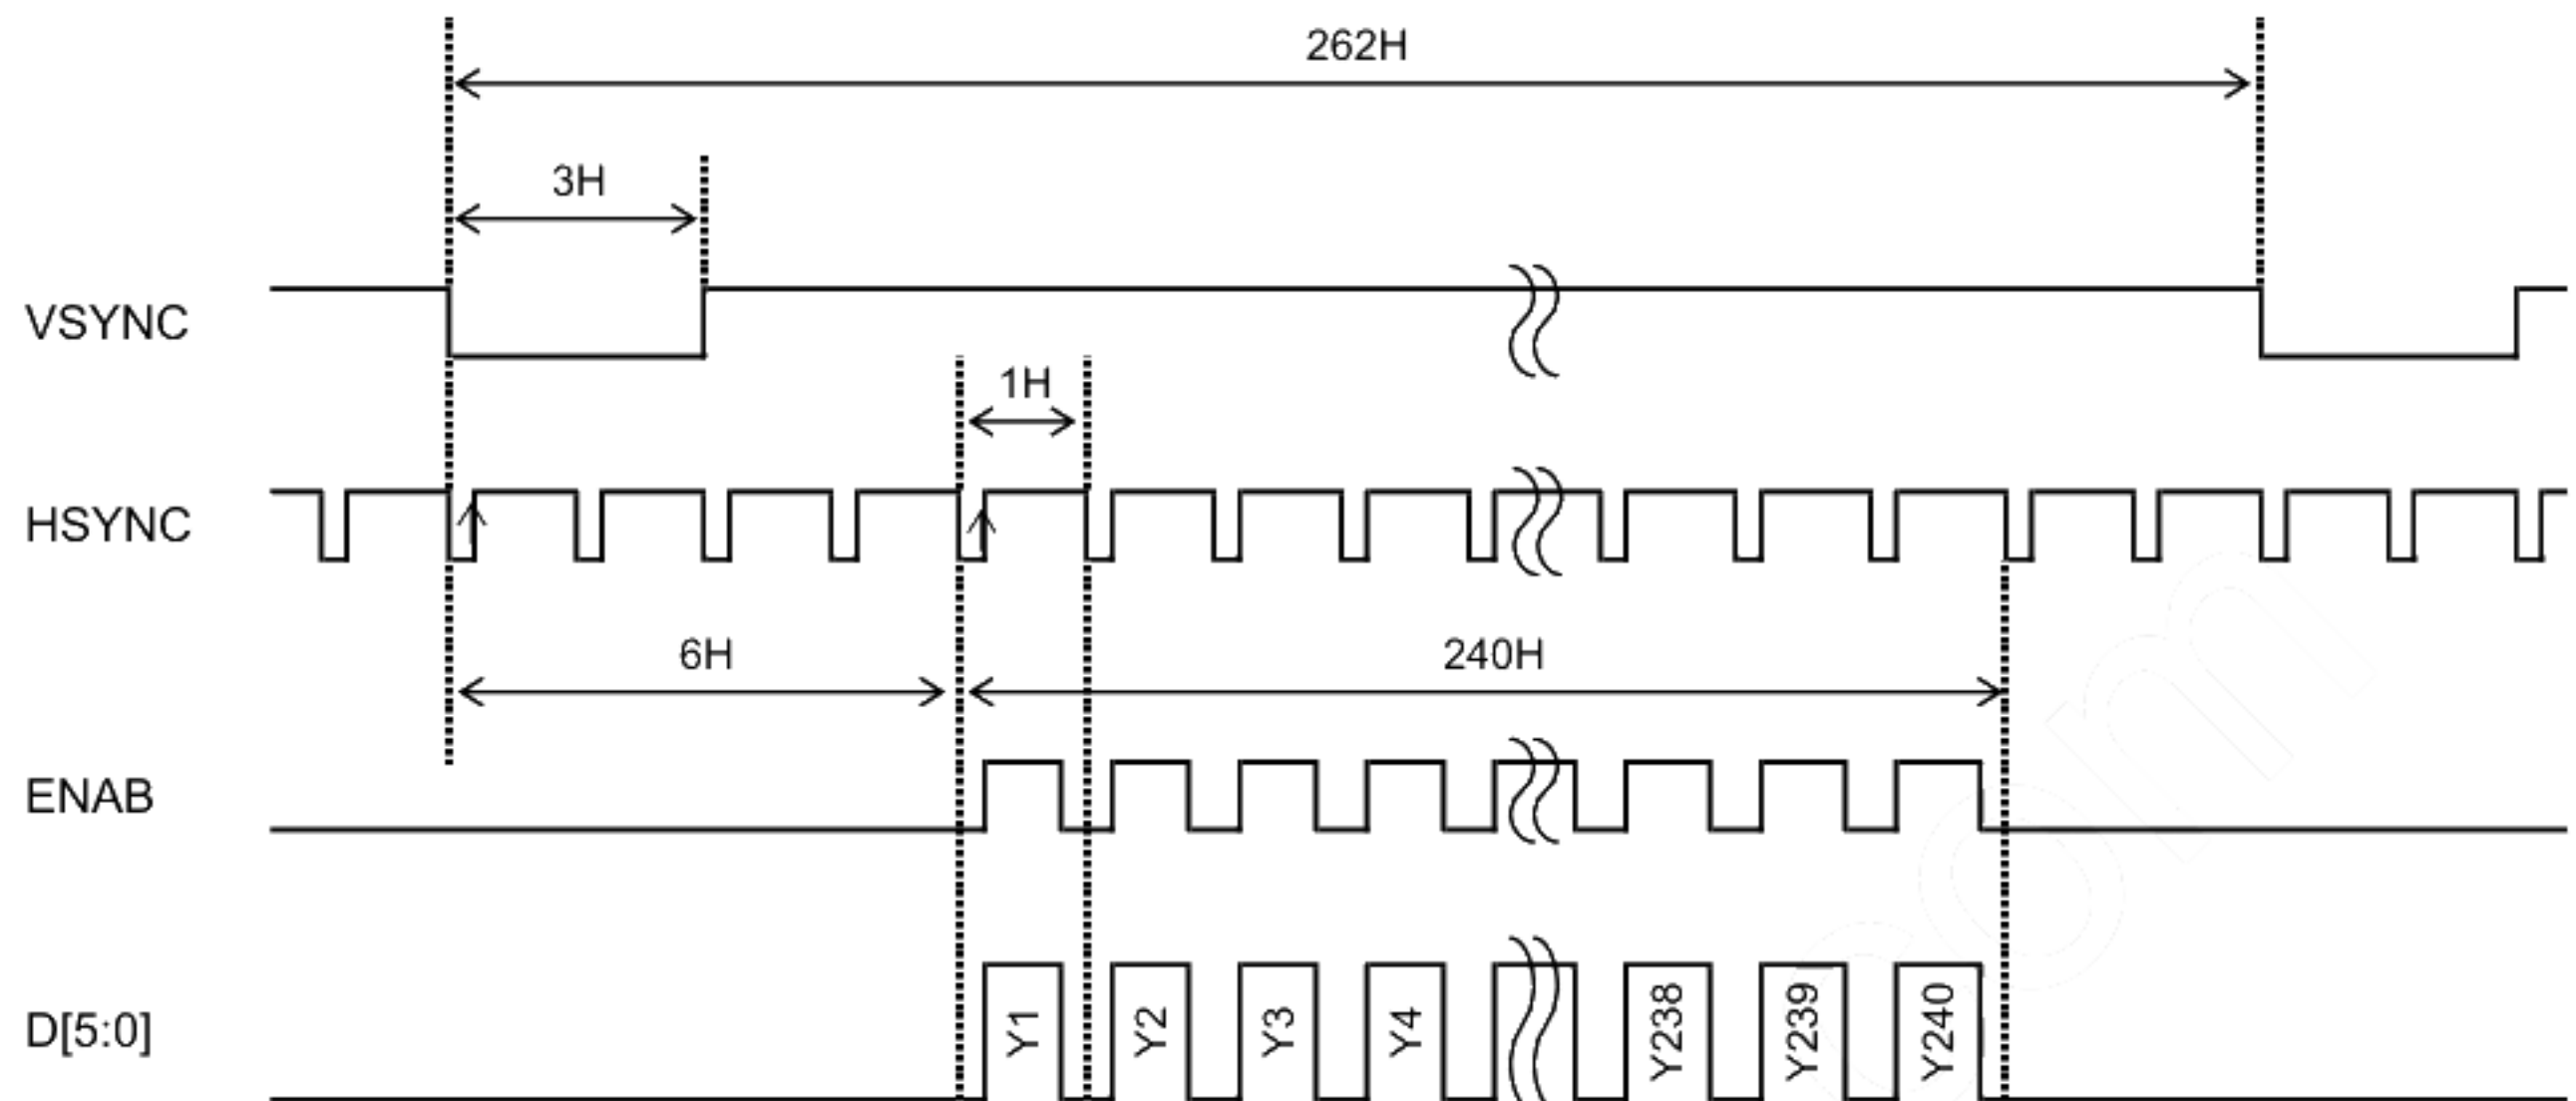 262H
3H
VSYNC
1H
HSYNC
6H 240H
ENAB
D[5:0] Y1 Y2 Y3 Y4 Y238 Y239 Y240